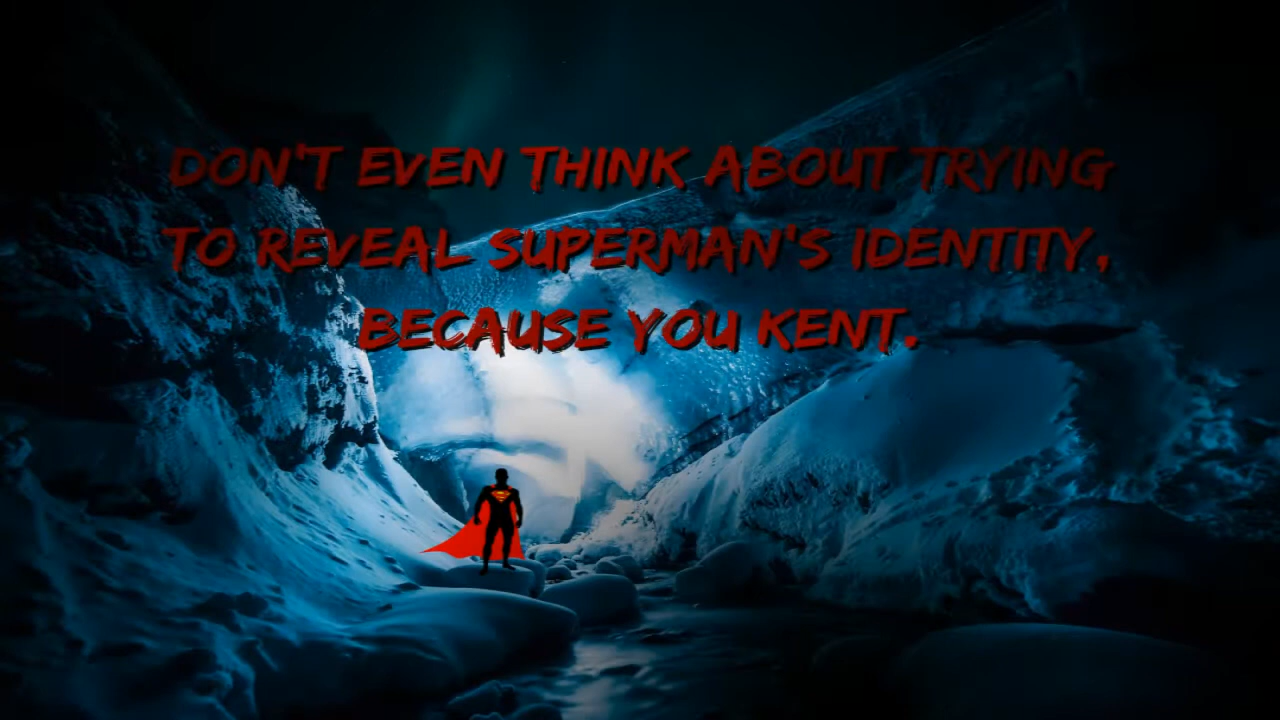 DON'T EVEN THINK ABOUT TRYING
TO REVEAL SUPERMAN'S IDENTITY,
BECAUSE YOU KENT.